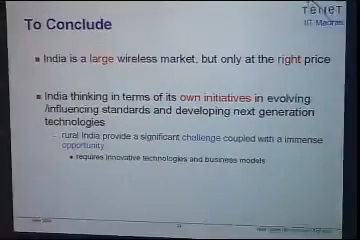 TeNeT
IIT Madras
To Conclude
India is a large wireless market, but only at the right price
India thinking in terms of its own initiatives in evolving
/influencing standards and developing next generation
technologies
– rural India provide a significant challenge coupled with a immense
opportunity
• requires innovative technologies and business models